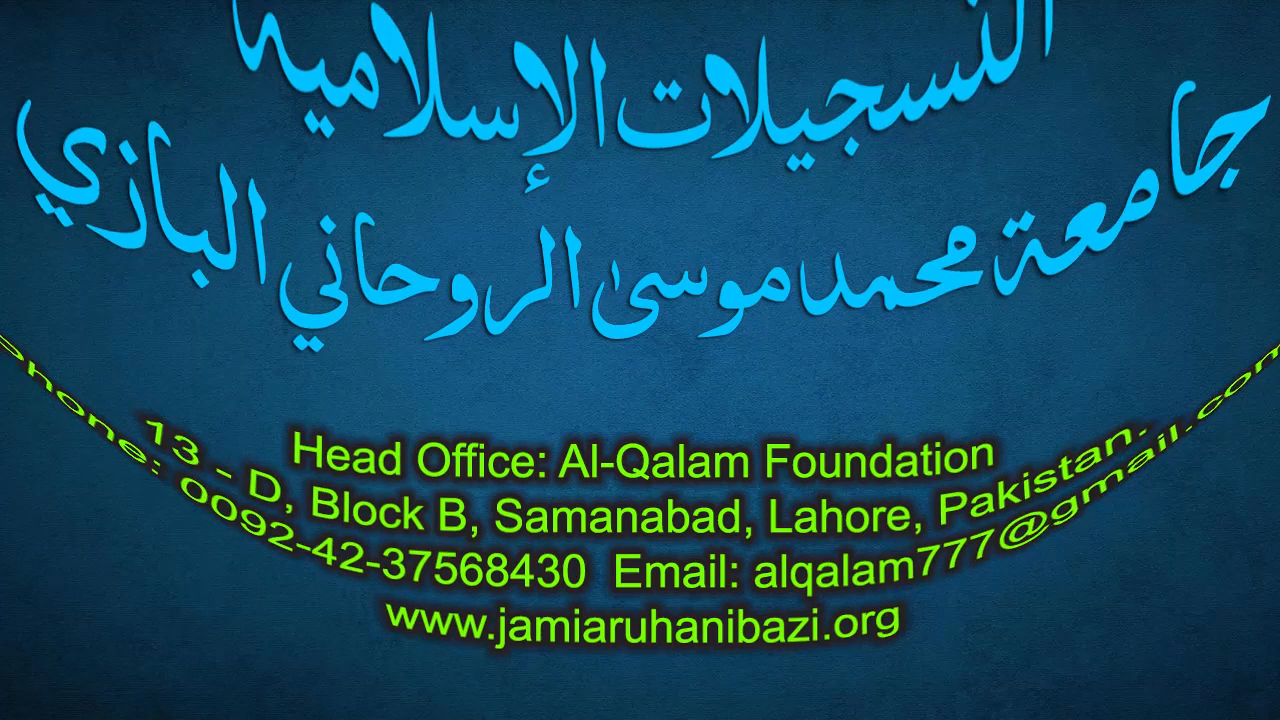 التسجيلات الإسلامية
جامعة محمد موسىٰ الروحاني البازي
Head Office: Al-Qalam Foundation
13 - D, Block B, Samanabad, Lahore, Pakistan.
Phone: 0092-42-37568430 Email: alqalam777@gmail.com
www.jamiaruhanibazi.org